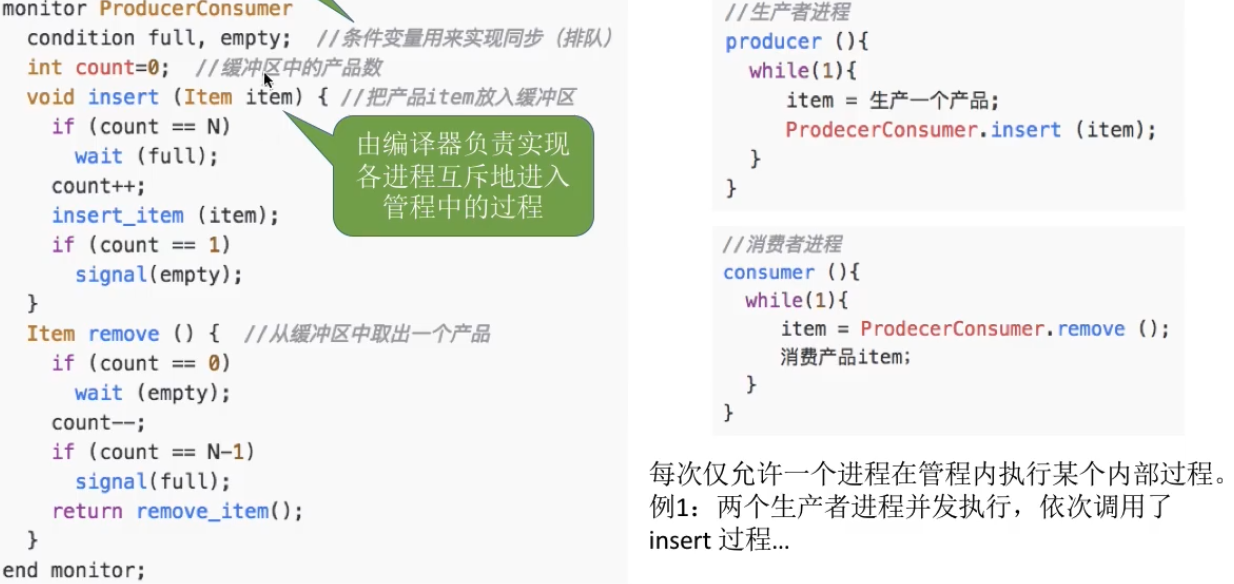 monitor ProducerConsumer
condition full, empty; //条件变量用来实现同步（排队）
int count=0; //缓冲区中的产品数
void insert (Item item) { //把产品item放入缓冲区
if (count == N)
wait (full);
count++;
insert_item (item);
if (count == 1)
signal(empty);
}
Item remove () { //从缓冲区中取出一个产品
if (count == 0)
wait (empty);
count--;
if (count == N-1)
signal(full);
return remove_item();
}
end monitor;
由编译器负责实现
各进程互斥地进入
管程中的过程
//生产者进程
producer (){
while(1){
item = 生产一个产品;
ProdecerConsumer.insert (item);
}
}
//消费者进程
consumer (){
while(1){
item = ProdecerConsumer.remove ();
消费产品item;
}
}
每次仅允许一个进程在管程内执行某个内部过程。
例1：两个生产者进程并发执行，依次调用了
insert 过程…